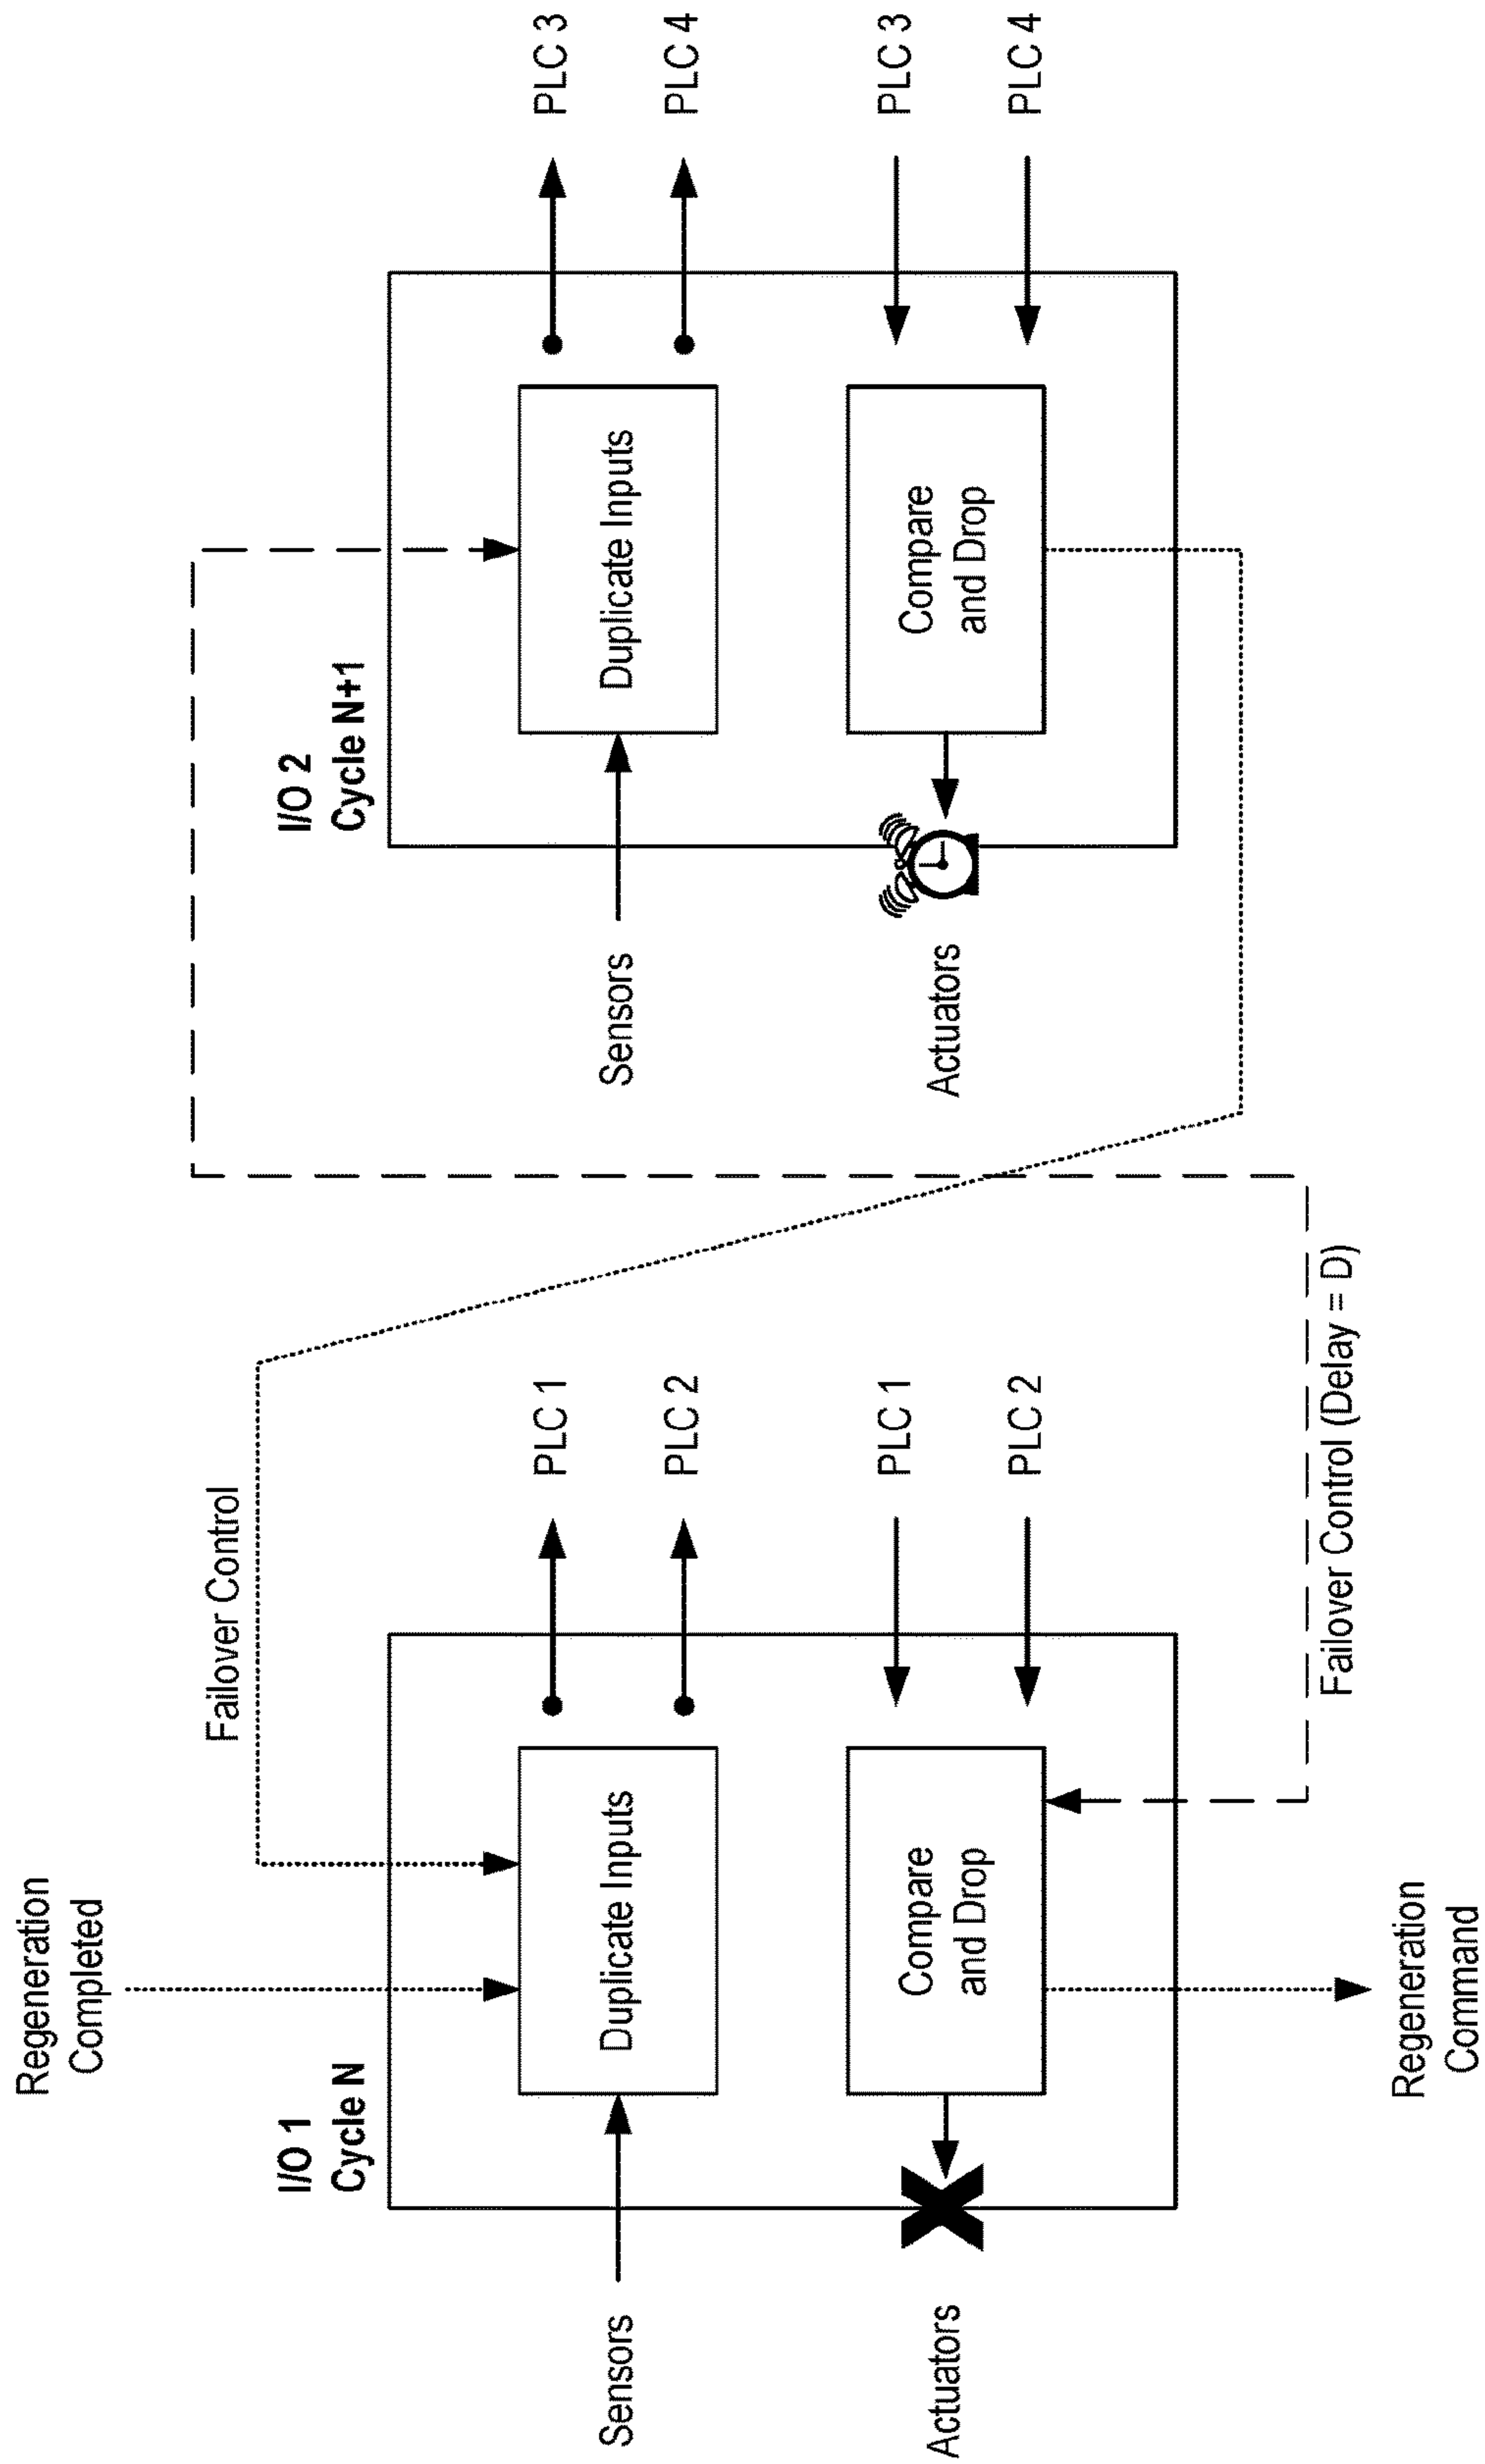 Regeneration
Completed
Failover Control
I/O 1
Cycle N
Sensors
Duplicate Inputs
PLC 1
PLC 2
Actuators
Compare
and Drop
PLC 1
PLC 2
Regeneration
Command
Failover Control (Delay = D)
I/O 2
Cycle N+1
Sensors
Duplicate Inputs
PLC 3
PLC 4
Actuators
Compare
and Drop
PLC 3
PLC 4